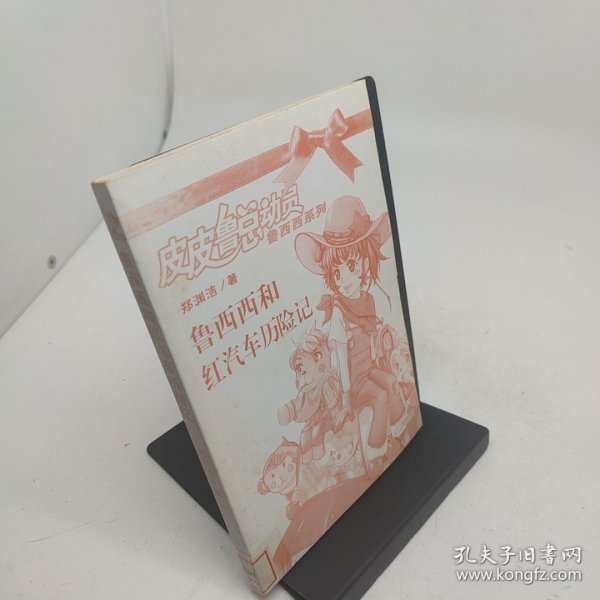 皮皮鲁总动员
鲁西西系列
郑渊洁/著
鲁西西和
红汽车历险记
孔夫子旧书网
www.kongfz.com